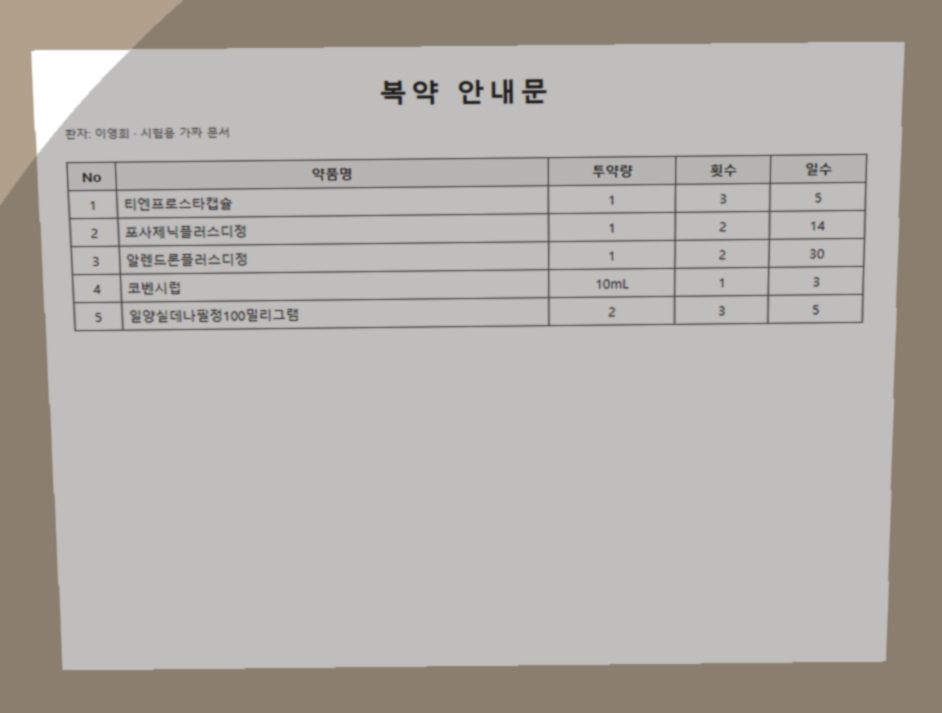 복약 안내문
환자: 이영희 · 시험용 가짜 문서
No 약품명 투약량 횟수 일수
1 티엔프로스타캡슐 1 3 5
2 포사제닉플러스디정 1 2 14
3 알렌드론플러스디정 1 2 30
4 코벤시럽 10mL 1 3
5 일양실데나필정100밀리그램 2 3 5